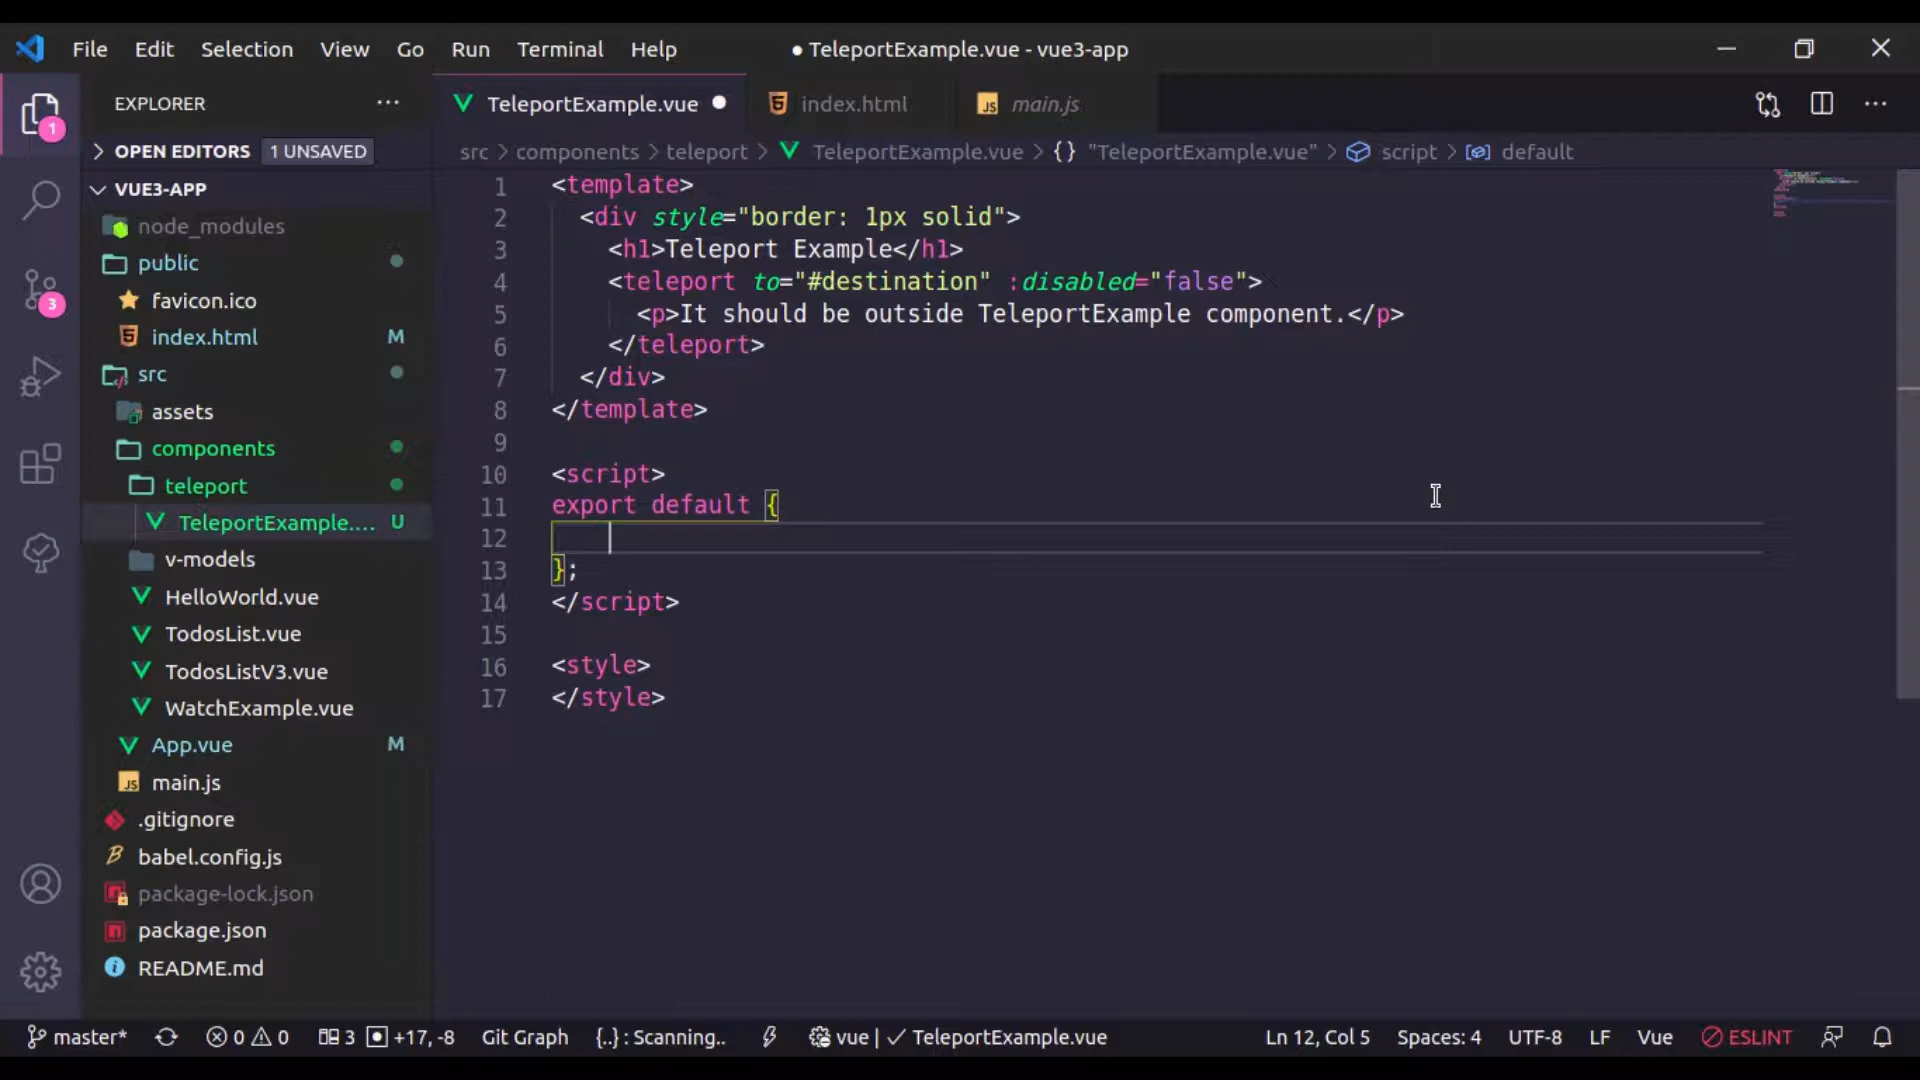 File Edit Selection View Go Run Terminal Help ● TeleportExample.vue - vue3-app
EXPLORER ···
TeleportExample.vue ●
index.html
JS main.js
OPEN EDITORS 1 UNSAVED
src > components > teleport > TeleportExample.vue > {} "TeleportExample.vue" > script > default
VUE3-APP
node_modules
public
favicon.ico
index.html M
src
assets
components
teleport
TeleportExample.... U
v-models
HelloWorld.vue
TodosList.vue
TodosListV3.vue
WatchExample.vue
App.vue M
JS main.js
.gitignore
babel.config.js
package-lock.json
package.json
README.md
1
3
1 <template>
2 <div style="border: 1px solid">
3 <h1>Teleport Example</h1>
4 <teleport to="#destination" :disabled="false">
5 <p>It should be outside TeleportExample component.</p>
6 </teleport>
7 </div>
8 </template>
9
10 <script>
11 export default {
12
13 };
14 </script>
15
16 <style>
17 </style>
master* 0 0 3 +17, -8 Git Graph {..} : Scanning.. vue | ✓ TeleportExample.vue Ln 12, Col 5 Spaces: 4 UTF-8 LF Vue ESLINT